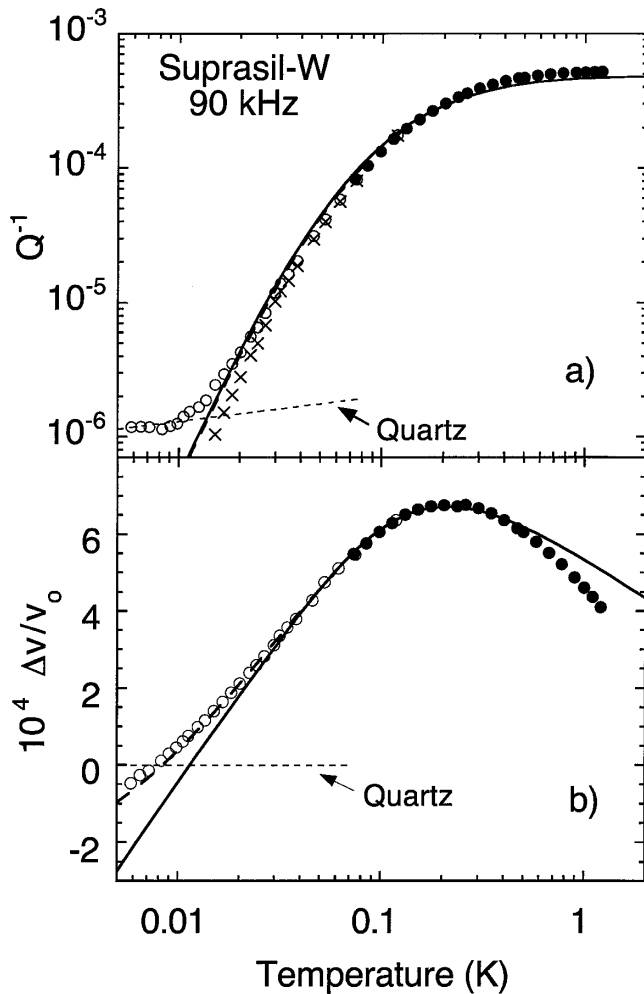 10⁻³
Suprasil-W
90 kHz
10⁻⁴
Q⁻¹
10⁻⁵
a)
10⁻⁶
Quartz
6
4
10⁴ Δv/vₒ
2
0
Quartz
b)
-2
0.01 0.1 1
Temperature (K)